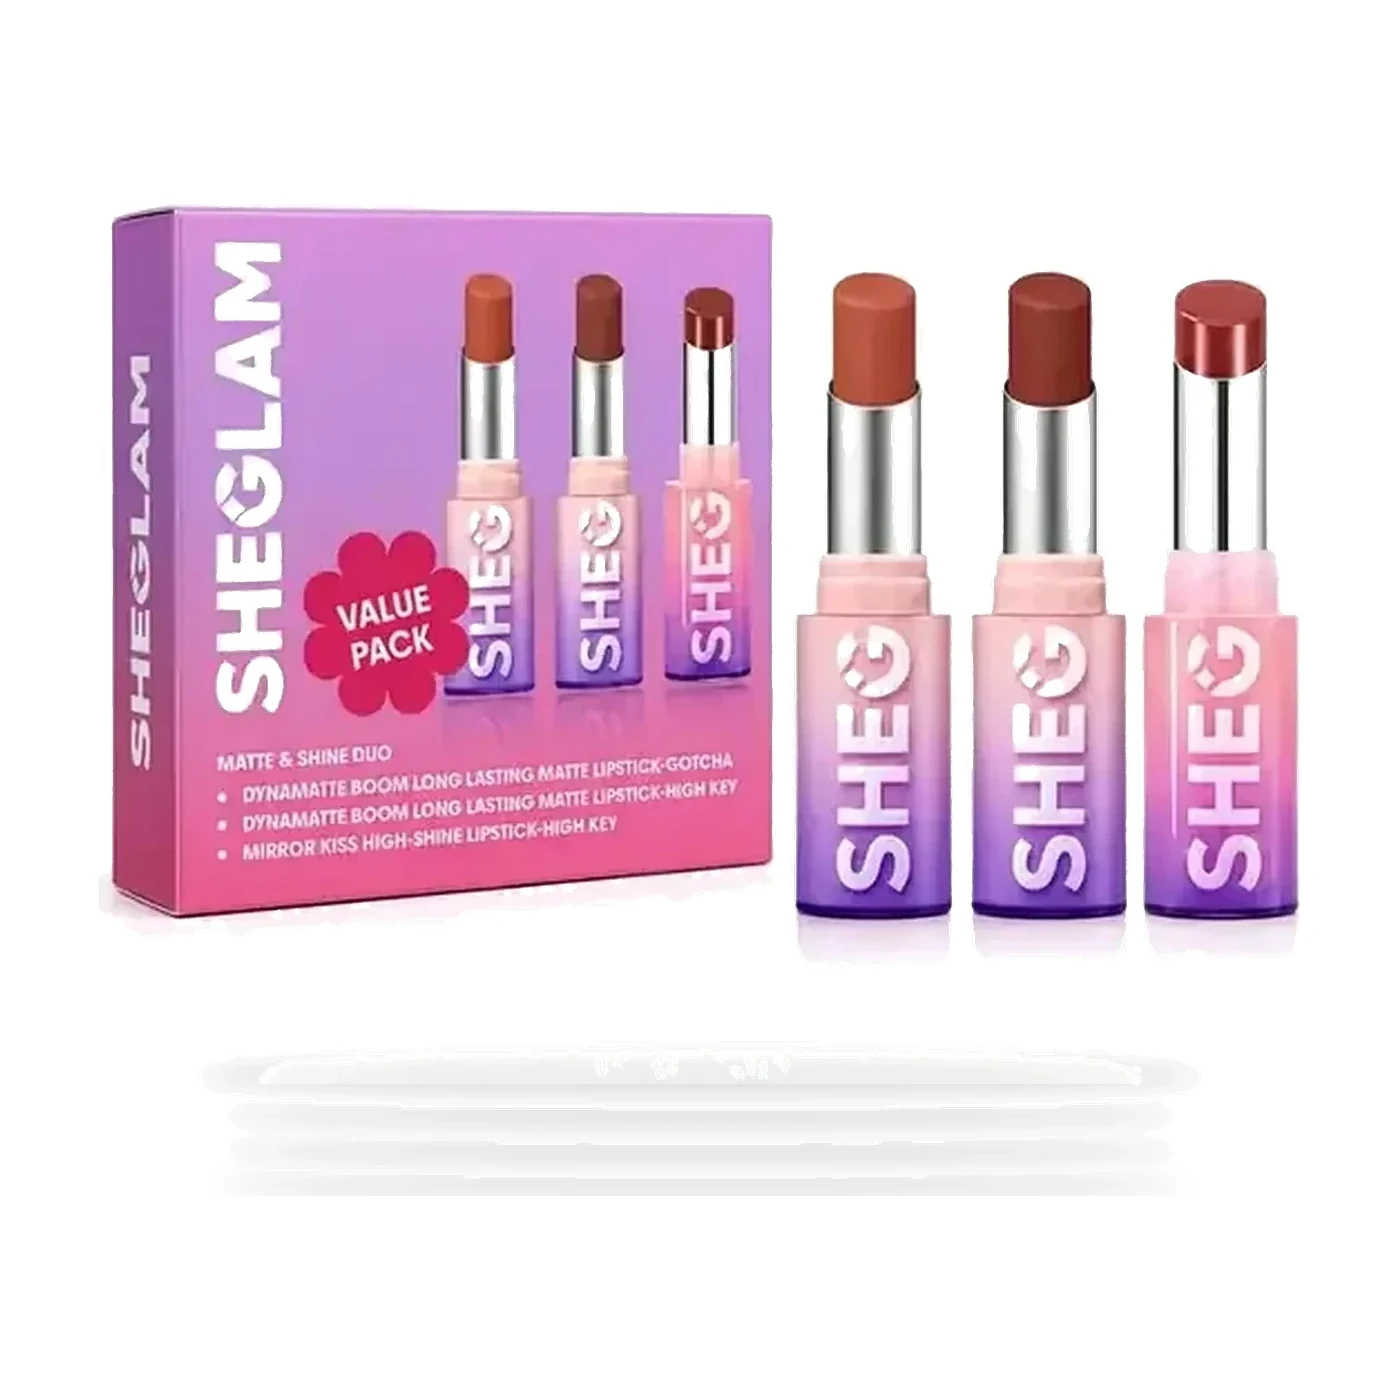 SHEGLAM
SHEGLAM
VALUE
PACK
SHEG
SHEG
SHEG
MATTE & SHINE DUO
• DYNAMATTE BOOM LONG LASTING MATTE LIPSTICK-GOTCHA
• DYNAMATTE BOOM LONG LASTING MATTE LIPSTICK-HIGH KEY
• MIRROR KISS HIGH-SHINE LIPSTICK-HIGH KEY
SHEG
SHEG
SHEG